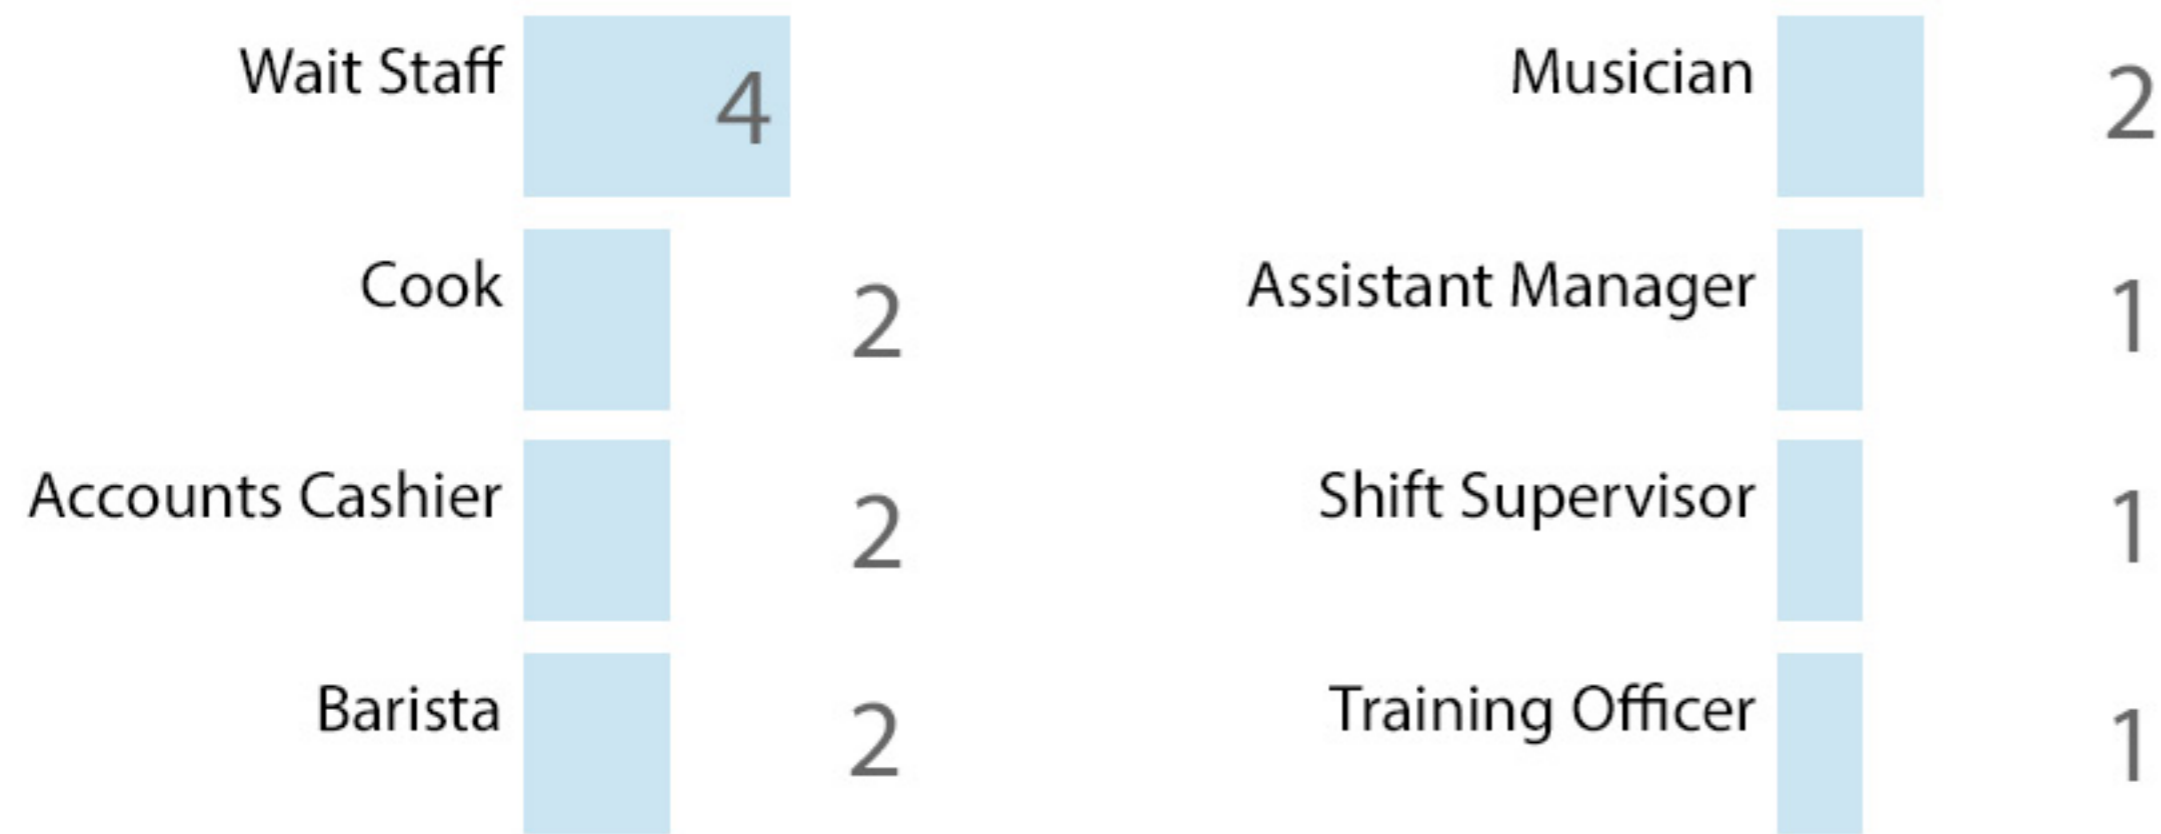 Wait Staff 4
Cook 2
Accounts Cashier 2
Barista 2
Musician 2
Assistant Manager 1
Shift Supervisor 1
Training Officer 1